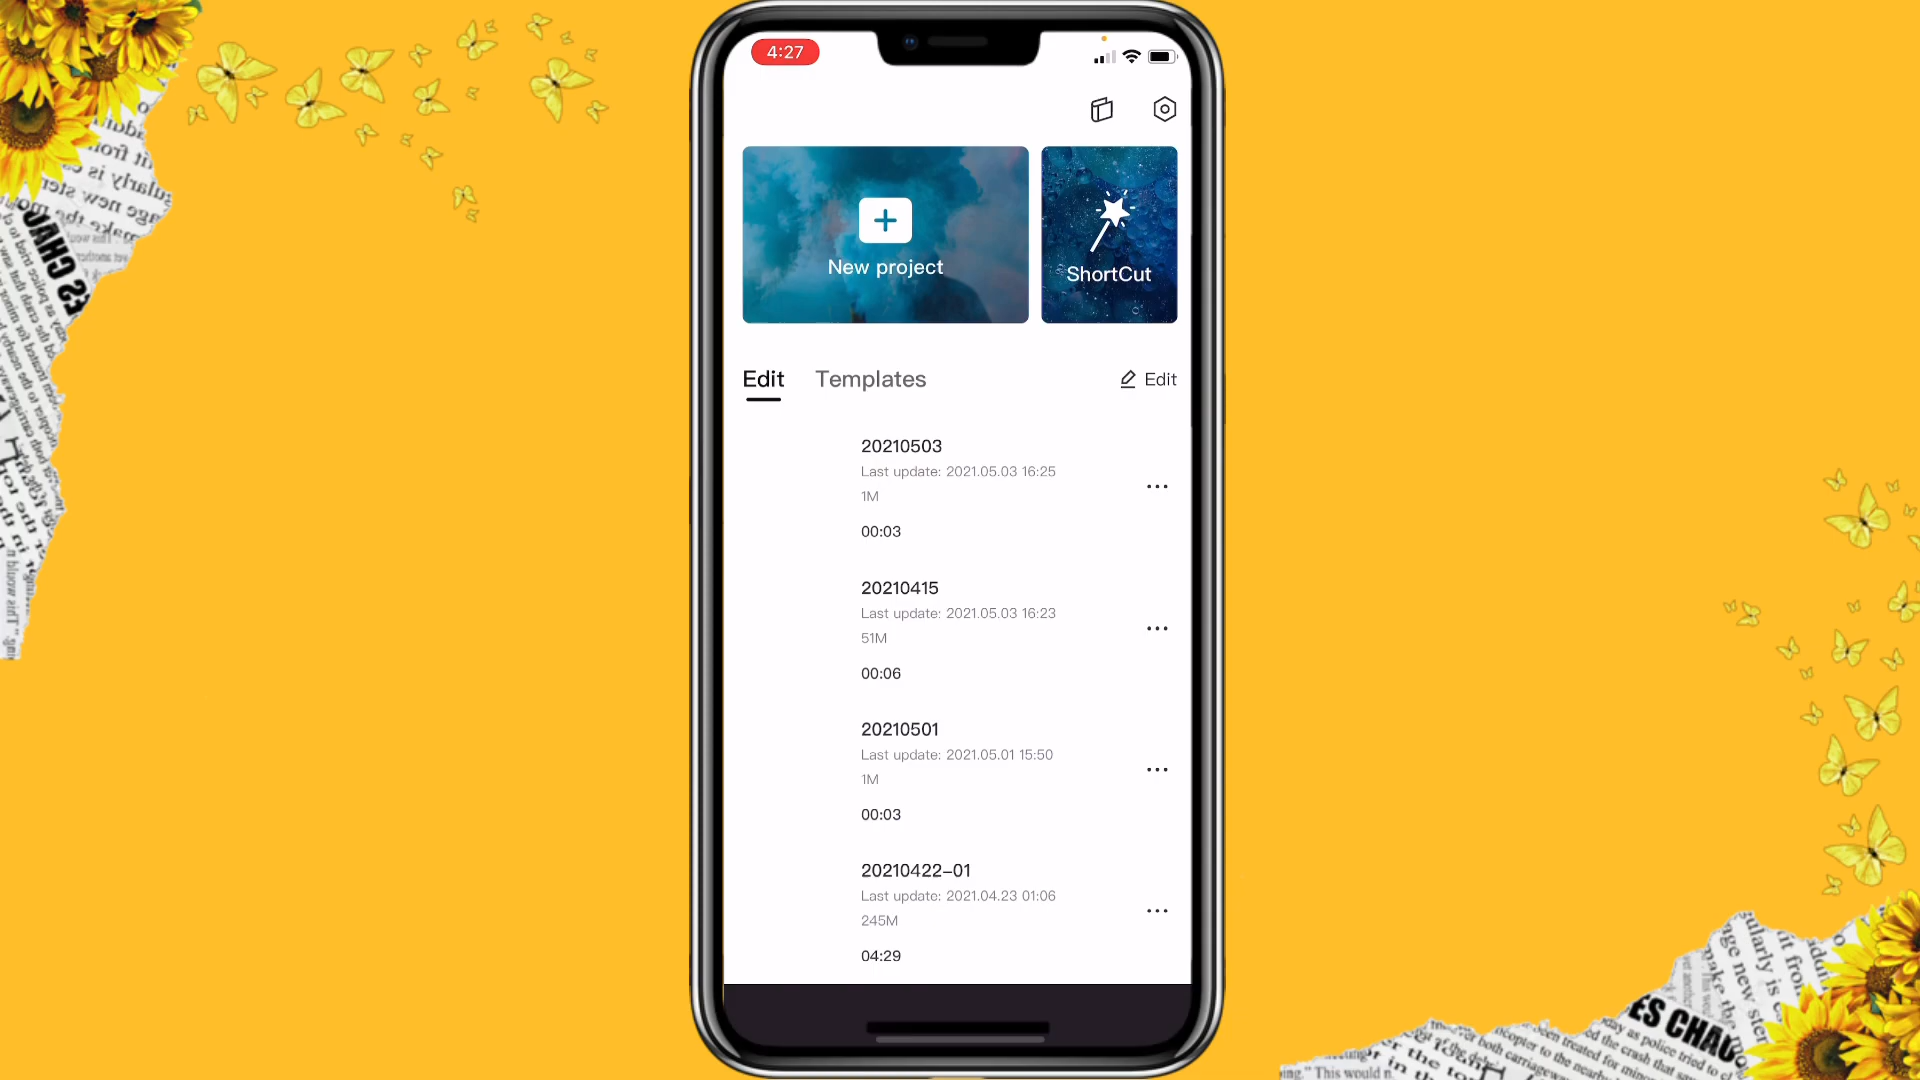 4:27
New project
ShortCut
Edit
Templates
Edit
20210503
Last update: 2021.05.03 16:25
1M
00:03
20210415
Last update: 2021.05.03 16:23
51M
00:06
20210501
Last update: 2021.05.01 15:50
1M
00:03
20210422-01
Last update: 2021.04.23 01:06
245M
04:29
ES CHAO